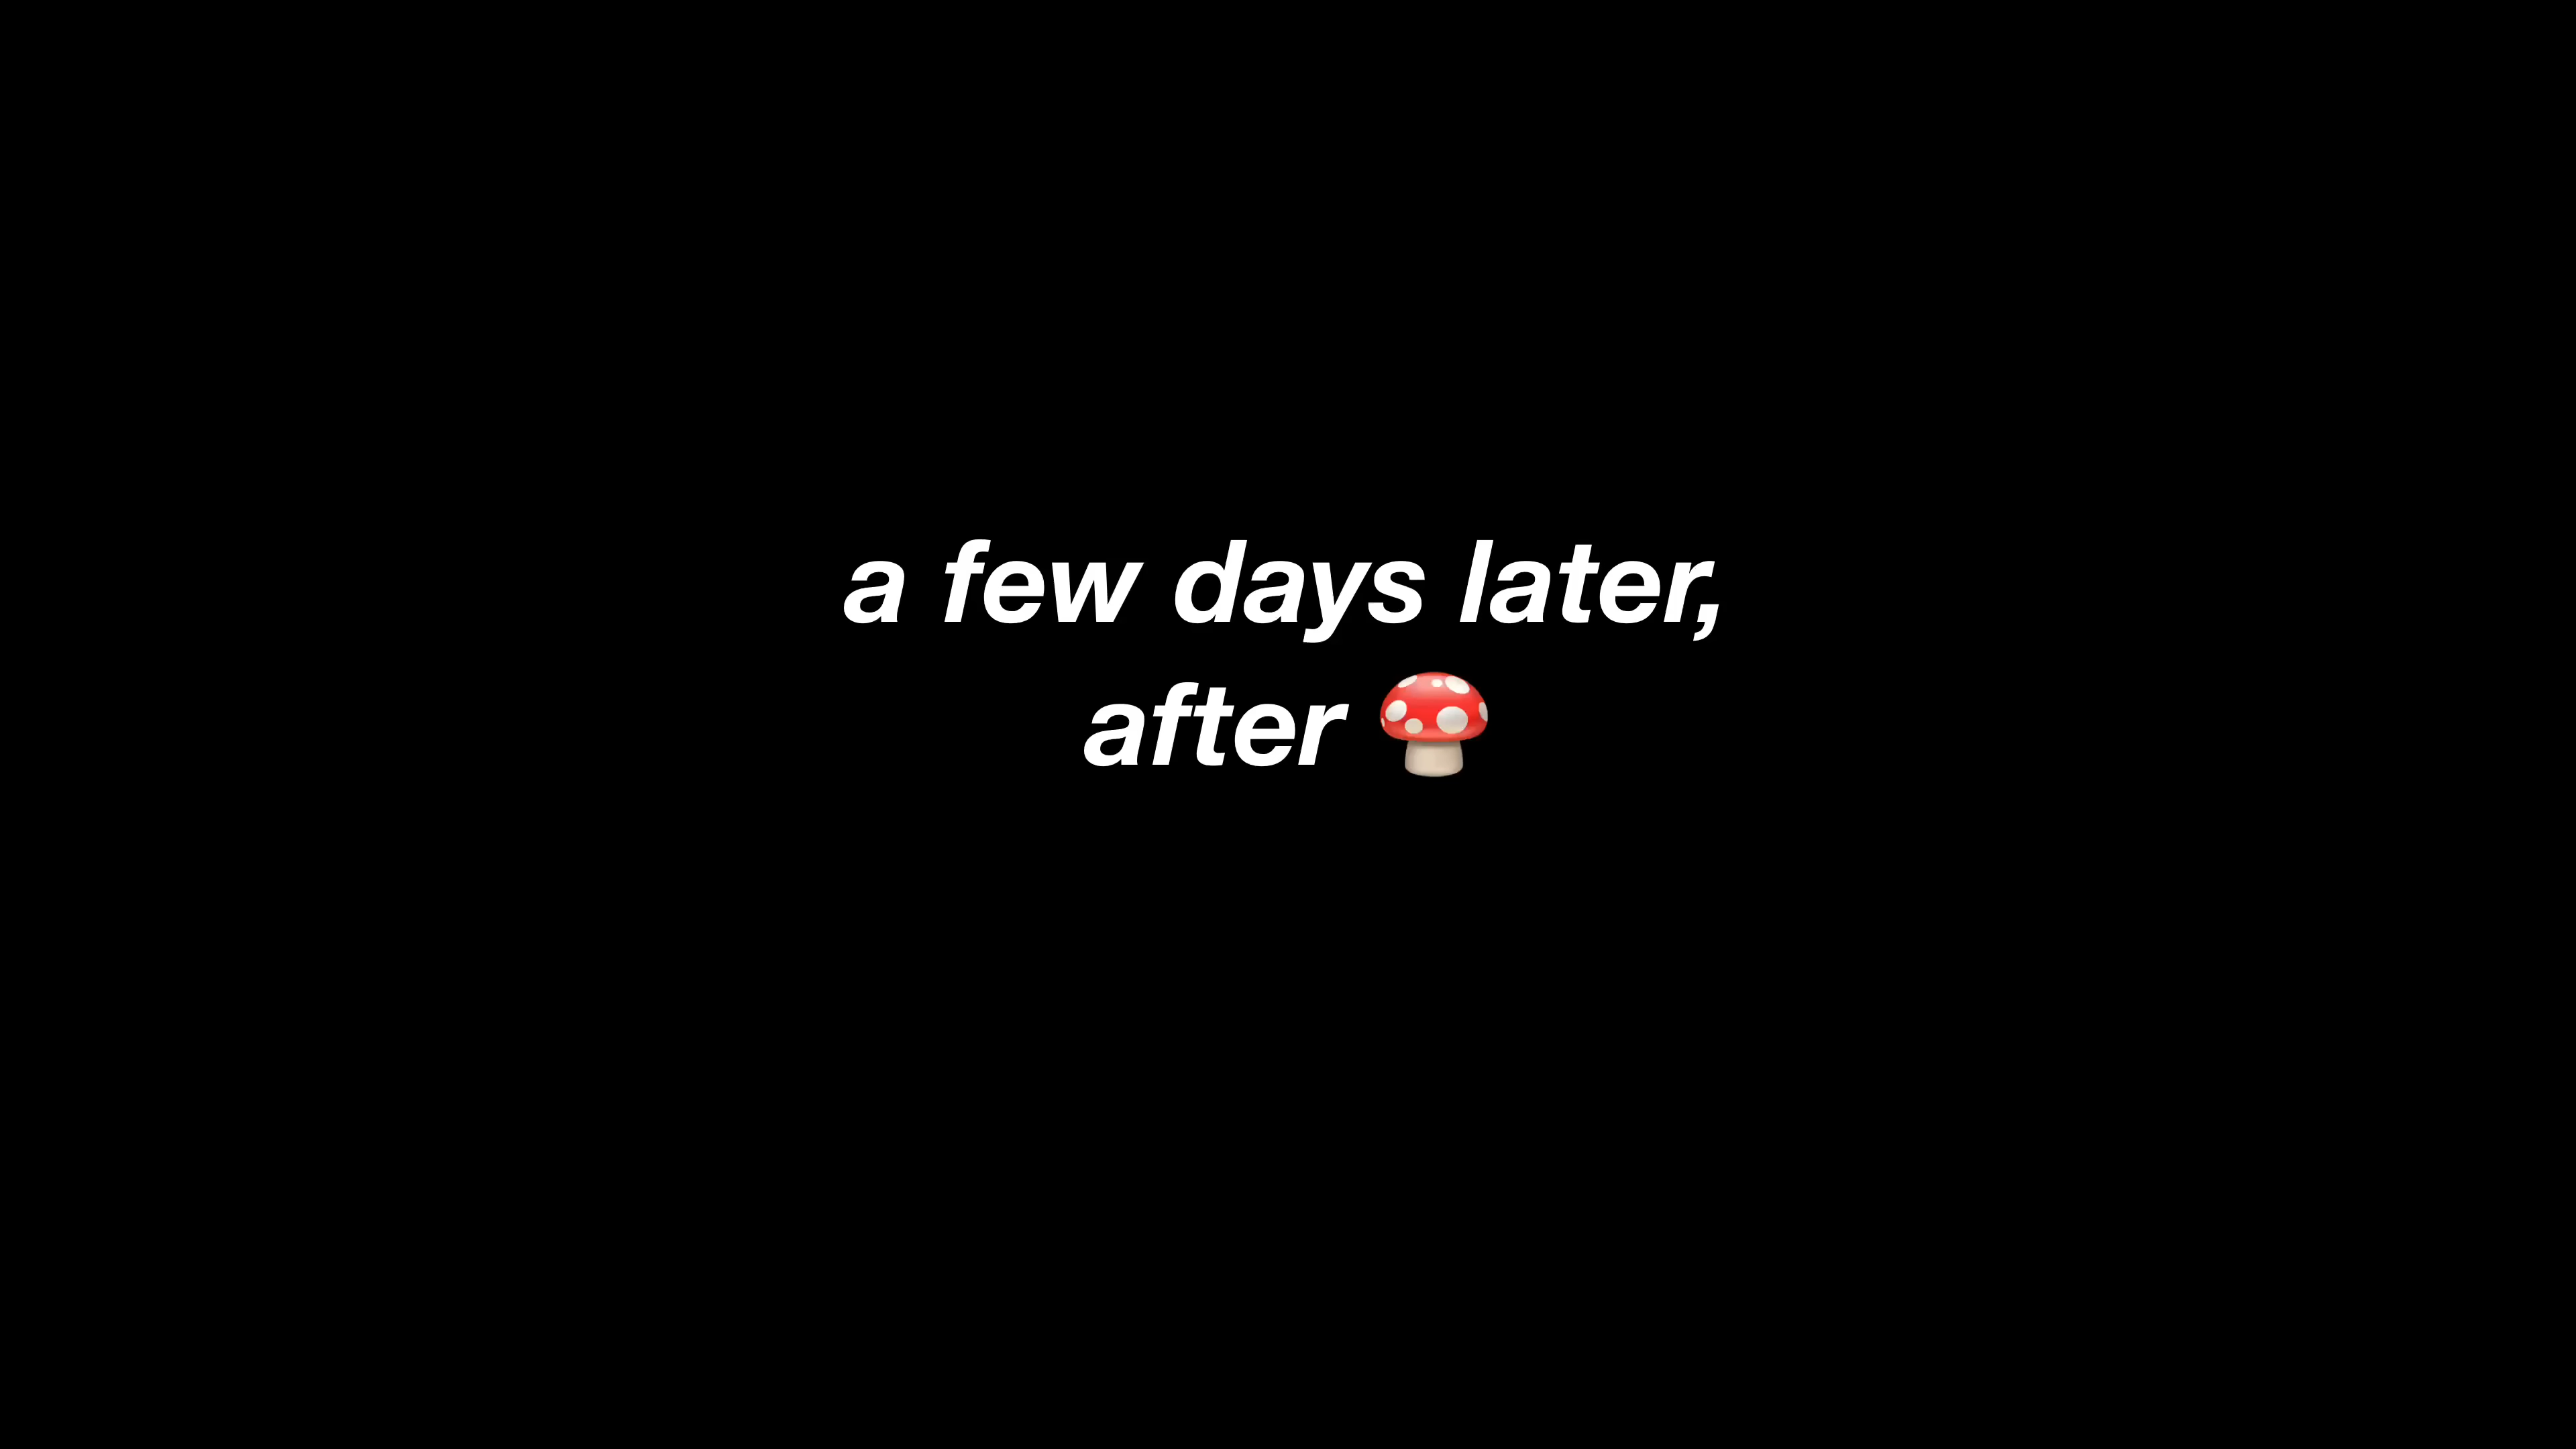 a few days later,
after 🍄